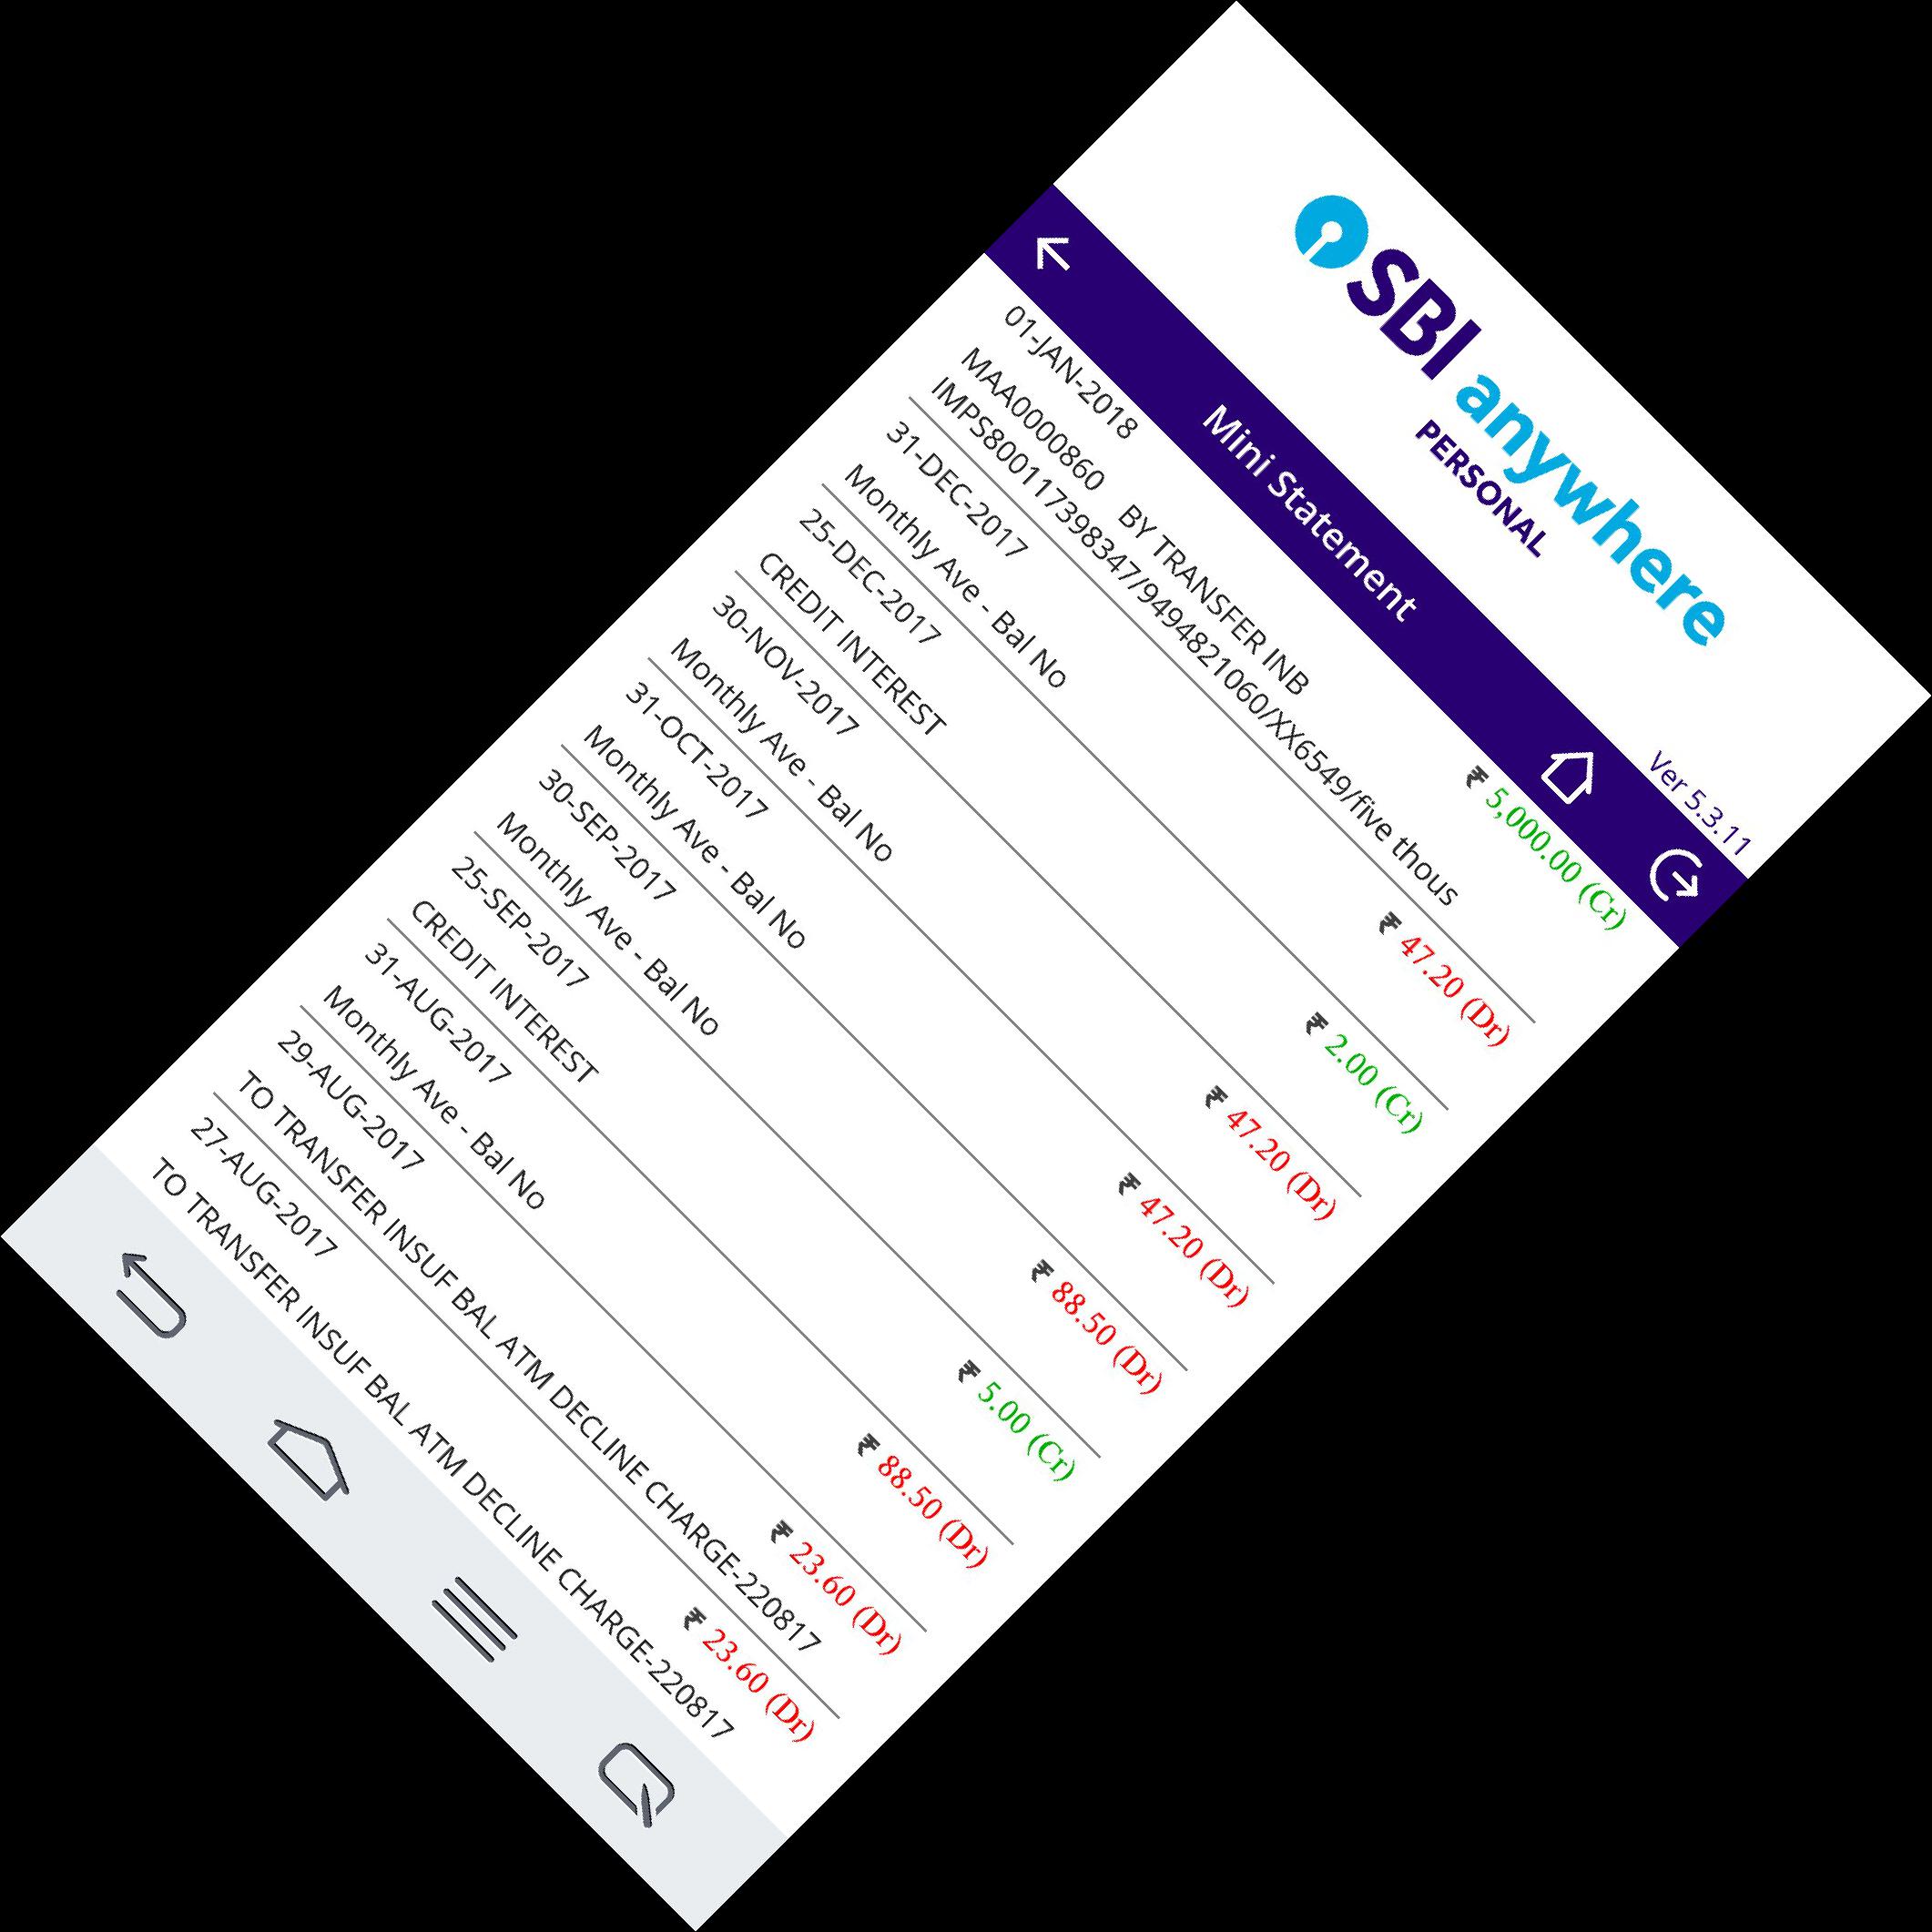 SBI anywhere
PERSONAL
Ver 5.3.11
Mini Statement
01-JAN-2018
₹ 5,000.00 (Cr)
MAA0000860 BY TRANSFER INB
IMPS800117398347/9494821060/XX6549/five thous
31-DEC-2017
₹ 47.20 (Dr)
Monthly Ave - Bal No
25-DEC-2017
₹ 2.00 (Cr)
CREDIT INTEREST
30-NOV-2017
₹ 47.20 (Dr)
Monthly Ave - Bal No
31-OCT-2017
₹ 47.20 (Dr)
Monthly Ave - Bal No
30-SEP-2017
₹ 88.50 (Dr)
Monthly Ave - Bal No
25-SEP-2017
₹ 5.00 (Cr)
CREDIT INTEREST
31-AUG-2017
₹ 88.50 (Dr)
Monthly Ave - Bal No
29-AUG-2017
₹ 23.60 (Dr)
TO TRANSFER INSUF BAL ATM DECLINE CHARGE-220817
27-AUG-2017
₹ 23.60 (Dr)
TO TRANSFER INSUF BAL ATM DECLINE CHARGE-220817